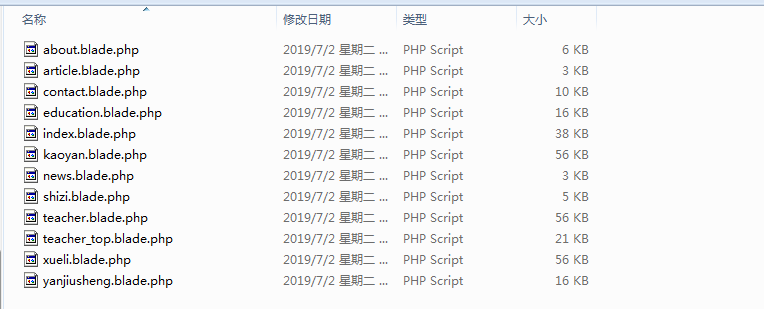 名称 修改日期 类型 大小
about.blade.php 2019/7/2 星期二 ... PHP Script 6 KB
article.blade.php 2019/7/2 星期二 ... PHP Script 3 KB
contact.blade.php 2019/7/2 星期二 ... PHP Script 10 KB
education.blade.php 2019/7/2 星期二 ... PHP Script 16 KB
index.blade.php 2019/7/2 星期二 ... PHP Script 38 KB
kaoyan.blade.php 2019/7/2 星期二 ... PHP Script 56 KB
news.blade.php 2019/7/2 星期二 ... PHP Script 3 KB
shizi.blade.php 2019/7/2 星期二 ... PHP Script 5 KB
teacher.blade.php 2019/7/2 星期二 ... PHP Script 56 KB
teacher_top.blade.php 2019/7/2 星期二 ... PHP Script 21 KB
xueli.blade.php 2019/7/2 星期二 ... PHP Script 56 KB
yanjiusheng.blade.php 2019/7/2 星期二 ... PHP Script 16 KB